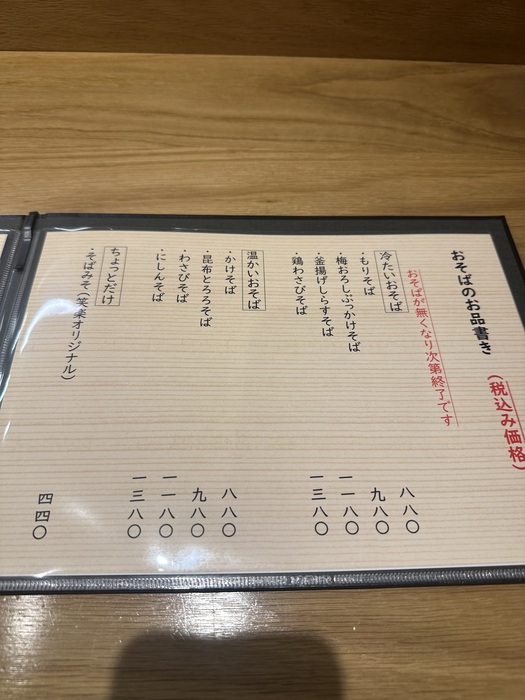 おそばのお品書き（税込み価格）
おそばが無くなり次第終了です
冷たいおそば
・もりそば 八八〇
・梅おろしぶっかけそば 九八〇
・釜揚げしらすそば 一一八〇
・鶏わさびそば 一三八〇
温かいおそば
・かけそば 八八〇
・昆布とろろそば 九八〇
・わさびそば 一一八〇
・にしんそば 一三八〇
ちょっとだけ
・そばみそ（笑楽オリジナル） 四四〇